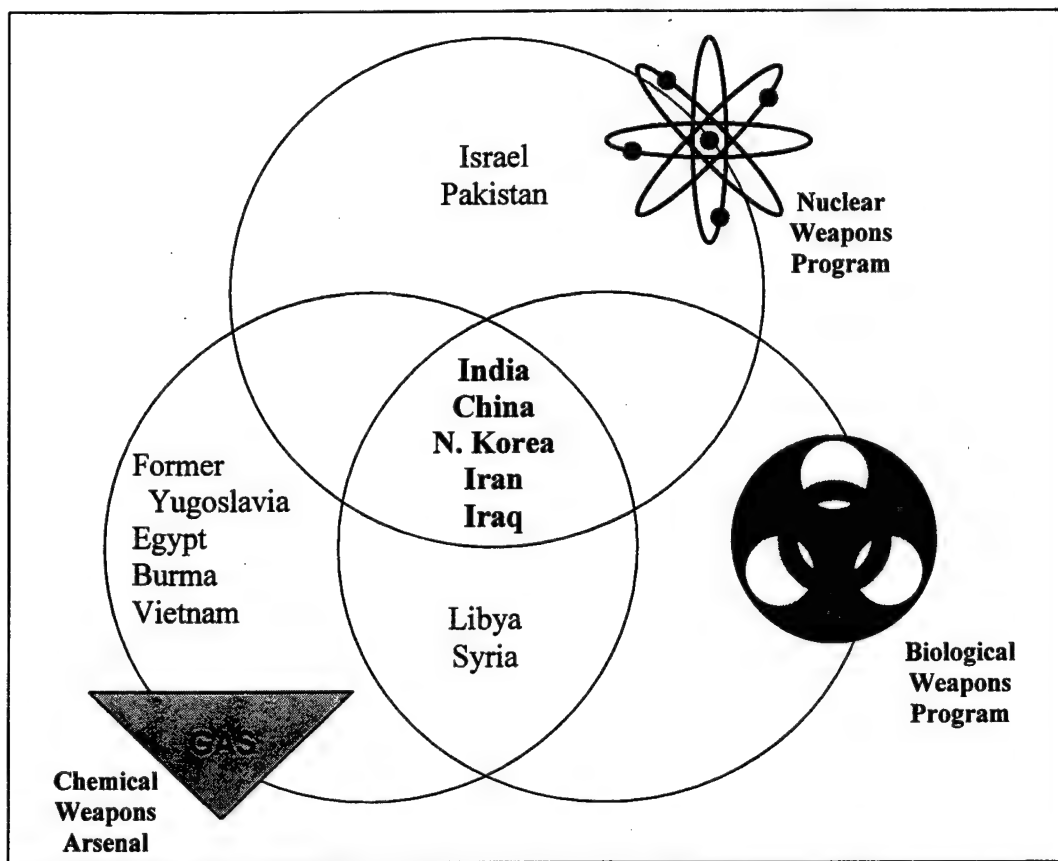 Israel
Pakistan
Nuclear
Weapons
Program
India
China
N. Korea
Iran
Iraq
Former
Yugoslavia
Egypt
Burma
Vietnam
Libya
Syria
Biological
Weapons
Program
GAS
Chemical
Weapons
Arsenal